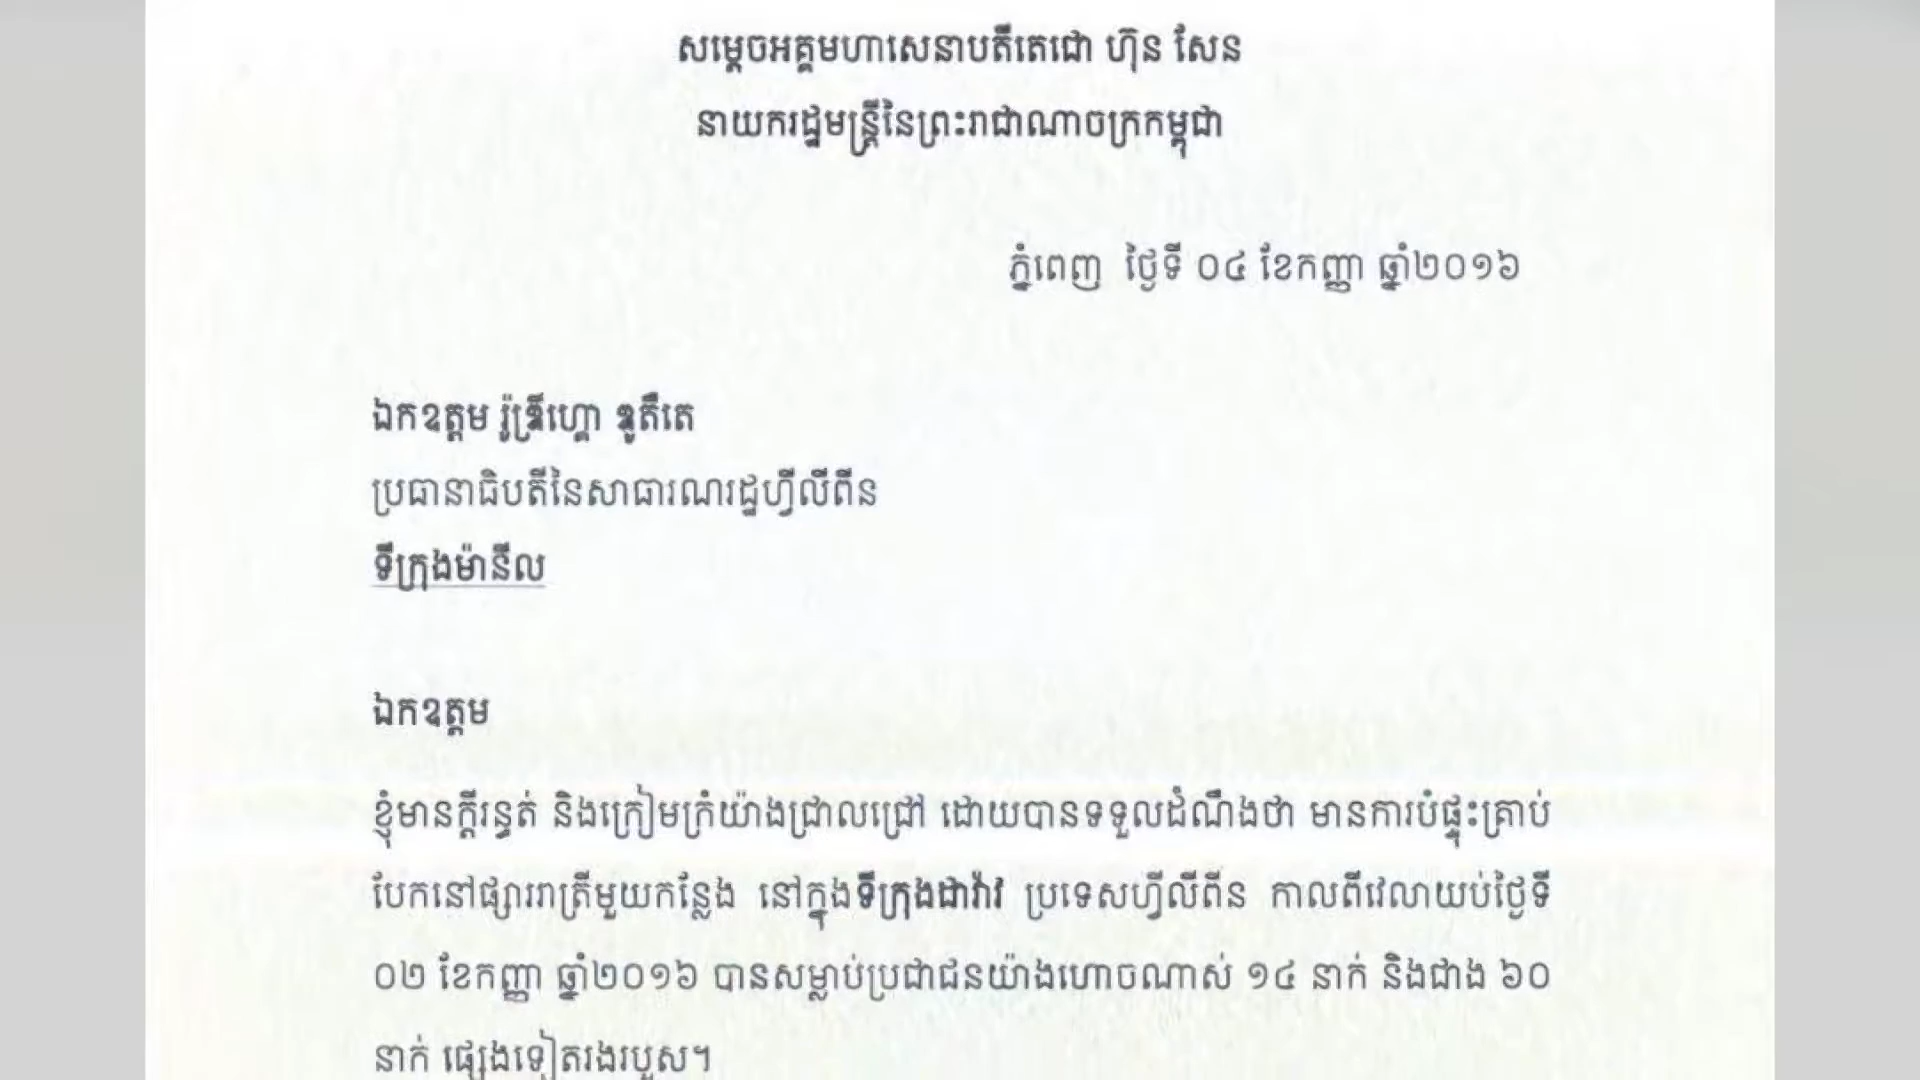 សម្តេចអគ្គមហាសេនាបតីតេជោ ហ៊ុន សែន
នាយករដ្ឋមន្ត្រីនៃព្រះរាជាណាចក្រកម្ពុជា
ភ្នំពេញ ថ្ងៃទី ០៤ ខែកញ្ញា ឆ្នាំ២០១៦
ឯកឧត្តម រ៉ូឌ្រីហ្គោ ឌូតឺតេ
ប្រធានាធិបតីនៃសាធារណរដ្ឋហ្វីលីពីន
ទីក្រុងម៉ានីល
ឯកឧត្តម
ខ្ញុំមានក្តីរន្ធត់ និងក្រៀមក្រំយ៉ាងជ្រាលជ្រៅ ដោយបានទទួលដំណឹងថា មានការបំផ្ទុះគ្រាប់
បែកនៅផ្សាររាត្រីមួយកន្លែង នៅក្នុងទីក្រុងដាវ៉ាវ ប្រទេសហ្វីលីពីន កាលពីវេលាយប់ថ្ងៃទី
០២ ខែកញ្ញា ឆ្នាំ២០១៦ បានសម្លាប់ប្រជាជនយ៉ាងហោចណាស់ ១៤ នាក់ និងជាង ៦០
នាក់ ផ្សេងទៀតរងរបួស។